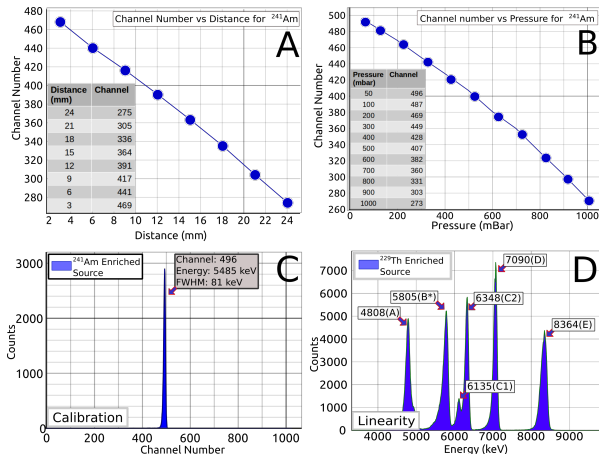 Channel Number vs Distance for ²⁴¹Am
A
Channel Number
480
460
440
420
400
380
360
340
320
300
280
Distance (mm) Channel
24 275
21 305
18 336
15 364
12 391
9 417
6 441
3 469
2 4 6 8 10 12 14 16 18 20 22 24
Distance (mm)
Channel number vs Pressure for ²⁴¹Am
B
Channel Number
500
480
460
440
420
400
380
360
340
320
300
280
260
Pressure (mbar) Channel
50 496
100 487
200 469
300 449
400 428
500 407
600 382
700 360
800 331
900 303
1000 273
0 200 400 600 800 1000
Pressure (mBar)
²⁴¹Am Enriched
Source
Channel: 496
Energy: 5485 keV
FWHM: 81 keV
C
Counts
3000
2000
1000
0
Calibration
0 200 400 600 800 1000
Channel Number
²²⁹Th Enriched
Source
7090(D)
D
5805(B*)
6348(C2)
4808(A)
8364(E)
6135(C1)
Counts
7000
6000
5000
4000
3000
2000
1000
0
Linearity
4000 5000 6000 7000 8000 9000
Energy (keV)